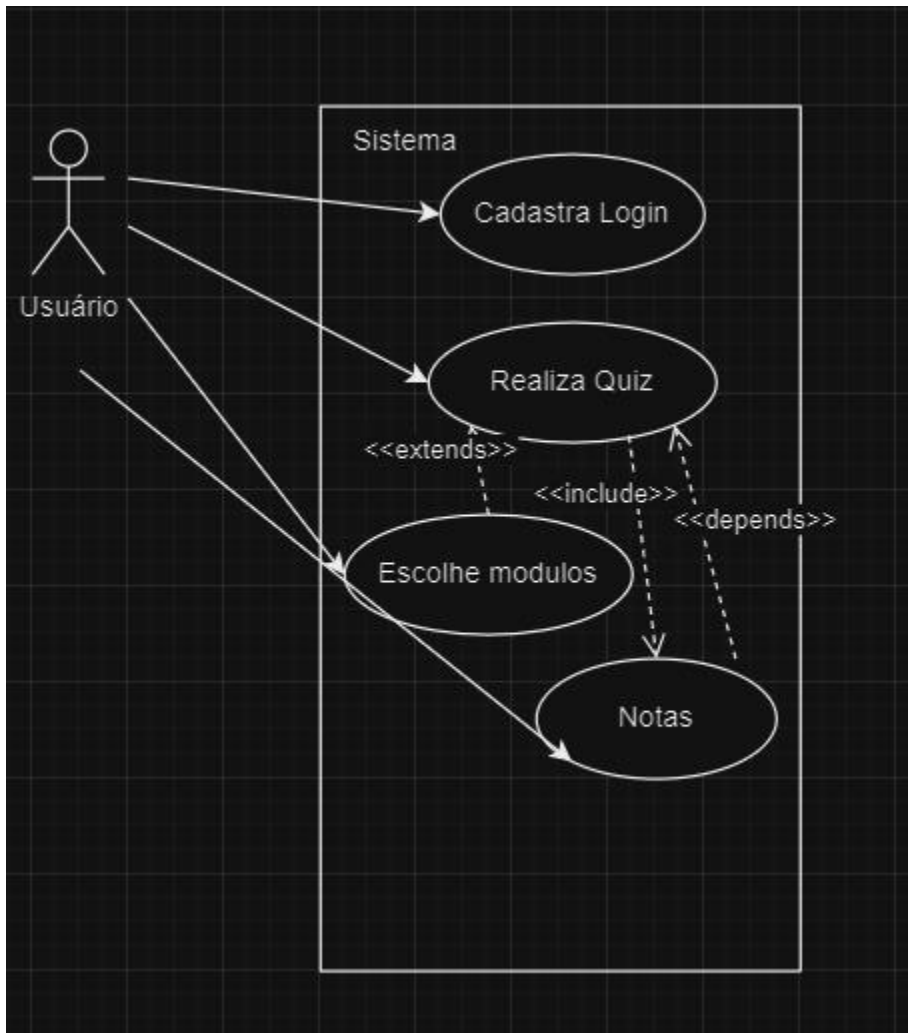 Sistema
Cadastra Login
Usuário
Realiza Quiz
<<extends>>
<<include>>
<<depends>>
Escolhe modulos
Notas